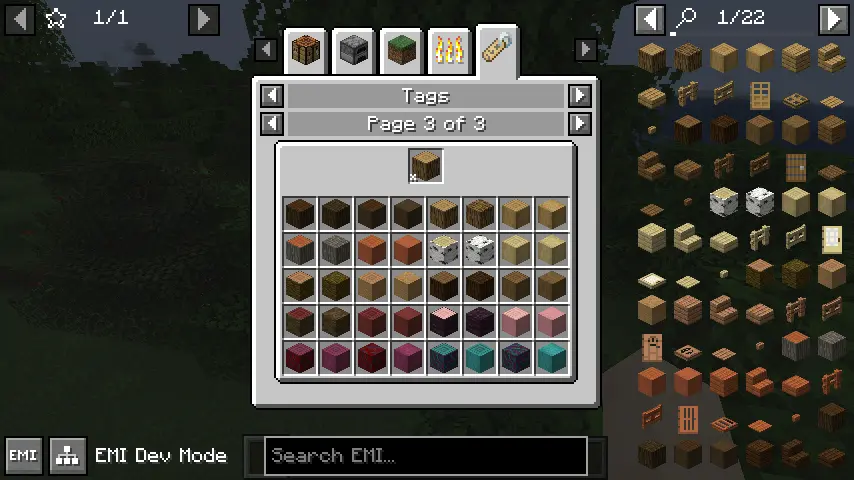 1/1
1/22
Tags
Page 3 of 3
EMI
EMI Dev Mode
Search EMI...